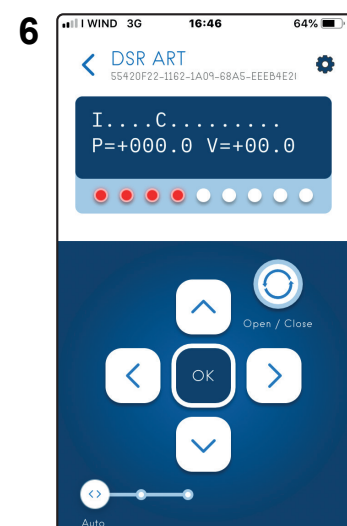 6
I WIND 3G 16:46 64%
DSR ART
55420F22-1162-1A09-68A5-EEEB4E21
I....C.........
P=+000.0 V=+00.0
Open / Close
OK
Auto